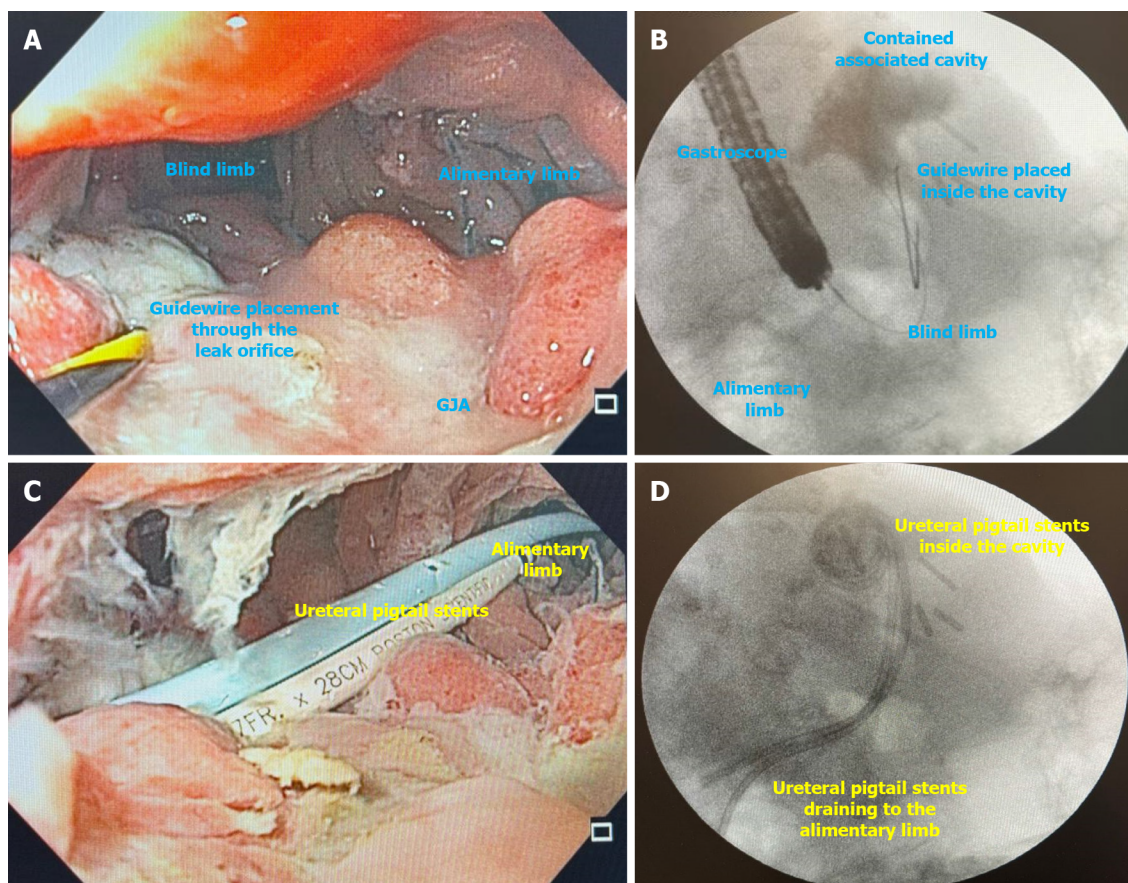 A
Blind limb
Alimentary limb
Guidewire placement
through the
leak orifice
GJA
B
Contained
associated cavity
Gastroscope
Guidewire placed
inside the cavity
Blind limb
Alimentary
limb
C
Alimentary
limb
Ureteral pigtail stents
7FR. x 28CM BOSTON
D
Ureteral pigtail stents
inside the cavity
Ureteral pigtail stents
draining to the
alimentary limb